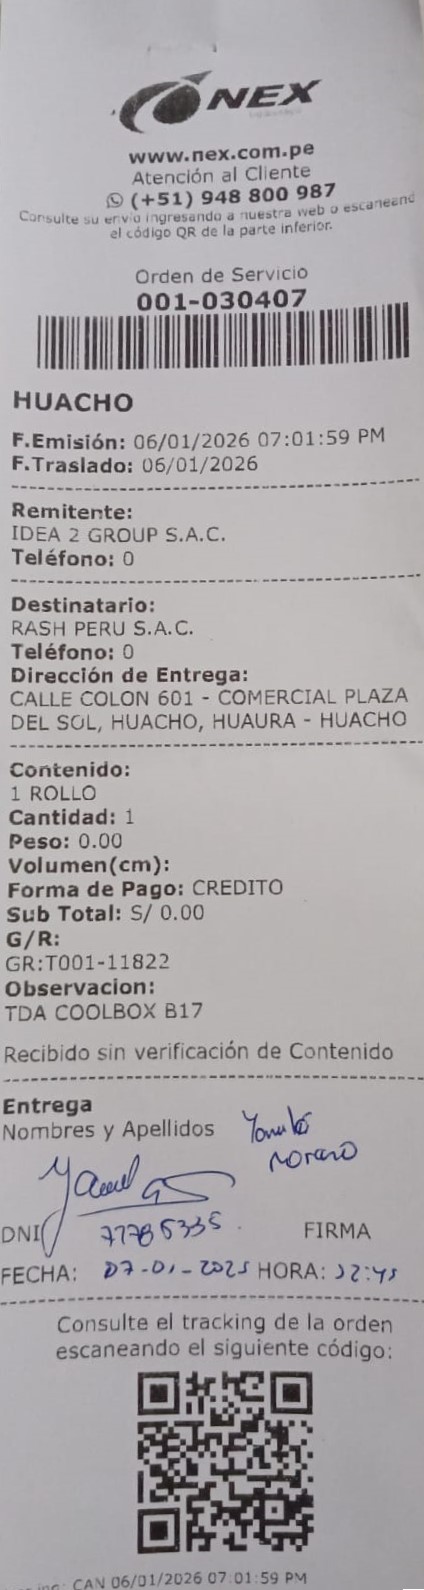 NEX
www.nex.com.pe
Atención al Cliente
(+51) 948 800 987
Consulte su envio ingresando a nuestra web o escaneand
el código QR de la parte inferior.
Orden de Servicio
001-030407
HUACHO
F.Emisión: 06/01/2026 07:01:59 PM
F.Traslado: 06/01/2026
Remitente:
IDEA 2 GROUP S.A.C.
Teléfono: 0
Destinatario:
RASH PERU S.A.C.
Teléfono: 0
Dirección de Entrega:
CALLE COLON 601 - COMERCIAL PLAZA
DEL SOL, HUACHO, HUAURA - HUACHO
Contenido:
1 ROLLO
Cantidad: 1
Peso: 0.00
Volumen(cm):
Forma de Pago: CREDITO
Sub Total: S/ 0.00
G/R:
GR:T001-11822
Observacion:
TDA COOLBOX B17
Recibido sin verificación de Contenido
Entrega
Nombres y Apellidos
Moreno
DNI 77785335 FIRMA
FECHA: 07-01-2025 HORA: 12:45
Consulte el tracking de la orden
escaneando el siguiente código:
CAN 06/01/2026 07:01:59 PM